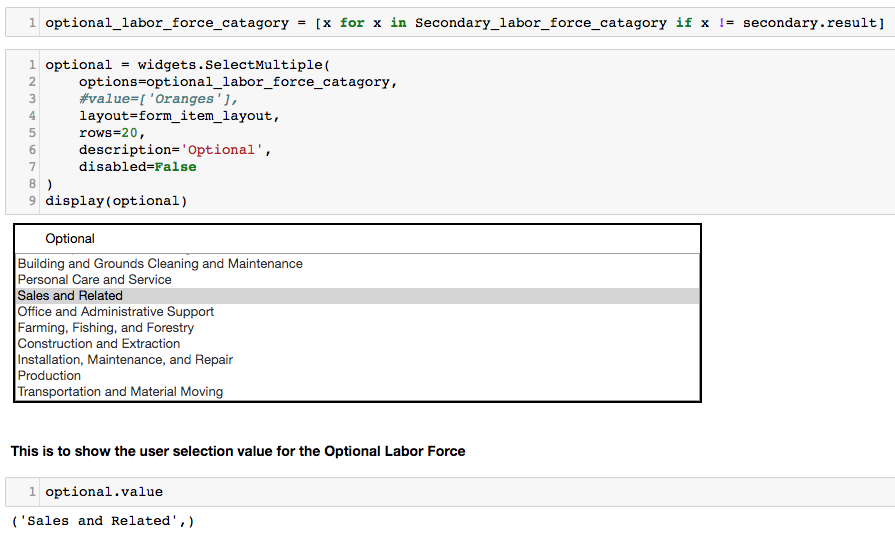 1 optional_labor_force_catagory = [x for x in Secondary_labor_force_catagory if x != secondary.result]
1 optional = widgets.SelectMultiple(
2     options=optional_labor_force_catagory,
3     #value=['Oranges'],
4     layout=form_item_layout,
5     rows=20,
6     description='Optional',
7     disabled=False
8 )
9 display(optional)
Optional
Building and Grounds Cleaning and Maintenance
Personal Care and Service
Sales and Related
Office and Administrative Support
Farming, Fishing, and Forestry
Construction and Extraction
Installation, Maintenance, and Repair
Production
Transportation and Material Moving
This is to show the user selection value for the Optional Labor Force
1 optional.value
('Sales and Related',)